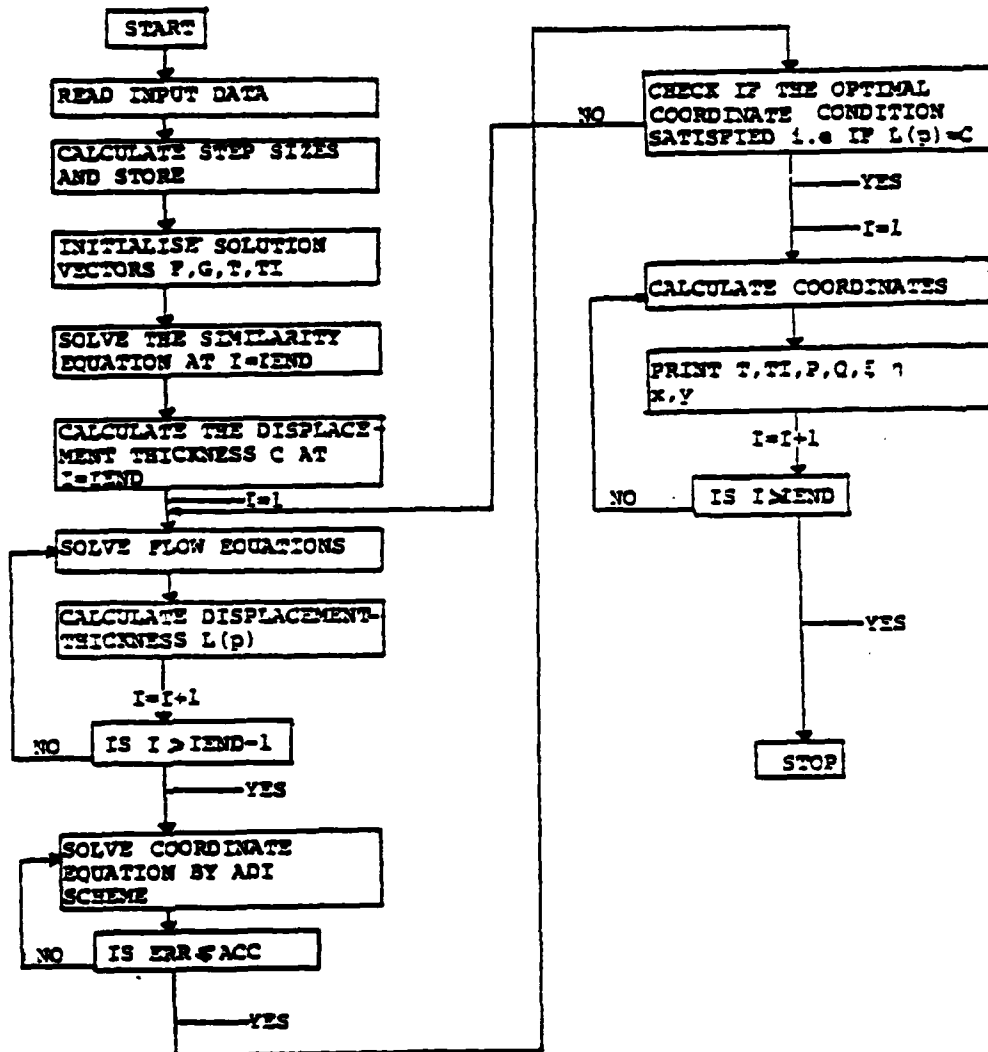 START
READ INPUT DATA
CALCULATE STEP SIZES
AND STORE
INITIALISE SOLUTION
VECTORS F,G,T,TI
SOLVE THE SIMILARITY
EQUATION AT I=IEND
CALCULATE THE DISPLACE-
MENT THICKNESS C AT
I=IEND
I=1
SOLVE FLOW EQUATIONS
CALCULATE DISPLACEMENT-
THICKNESS L(p)
I=I+1
IS I > IEND-1
NO
YES
SOLVE COORDINATE
EQUATION BY ADI
SCHEME
IS ERR ≤ ACC
NO
YES
CHECK IF THE OPTIMAL
COORDINATE CONDITION
SATISFIED i.e IF L(p)=C
NO
YES
I=1
CALCULATE COORDINATES
PRINT T,TI,P,Q,ξ η
x,y
I=I+1
IS I>IEND
NO
YES
STOP